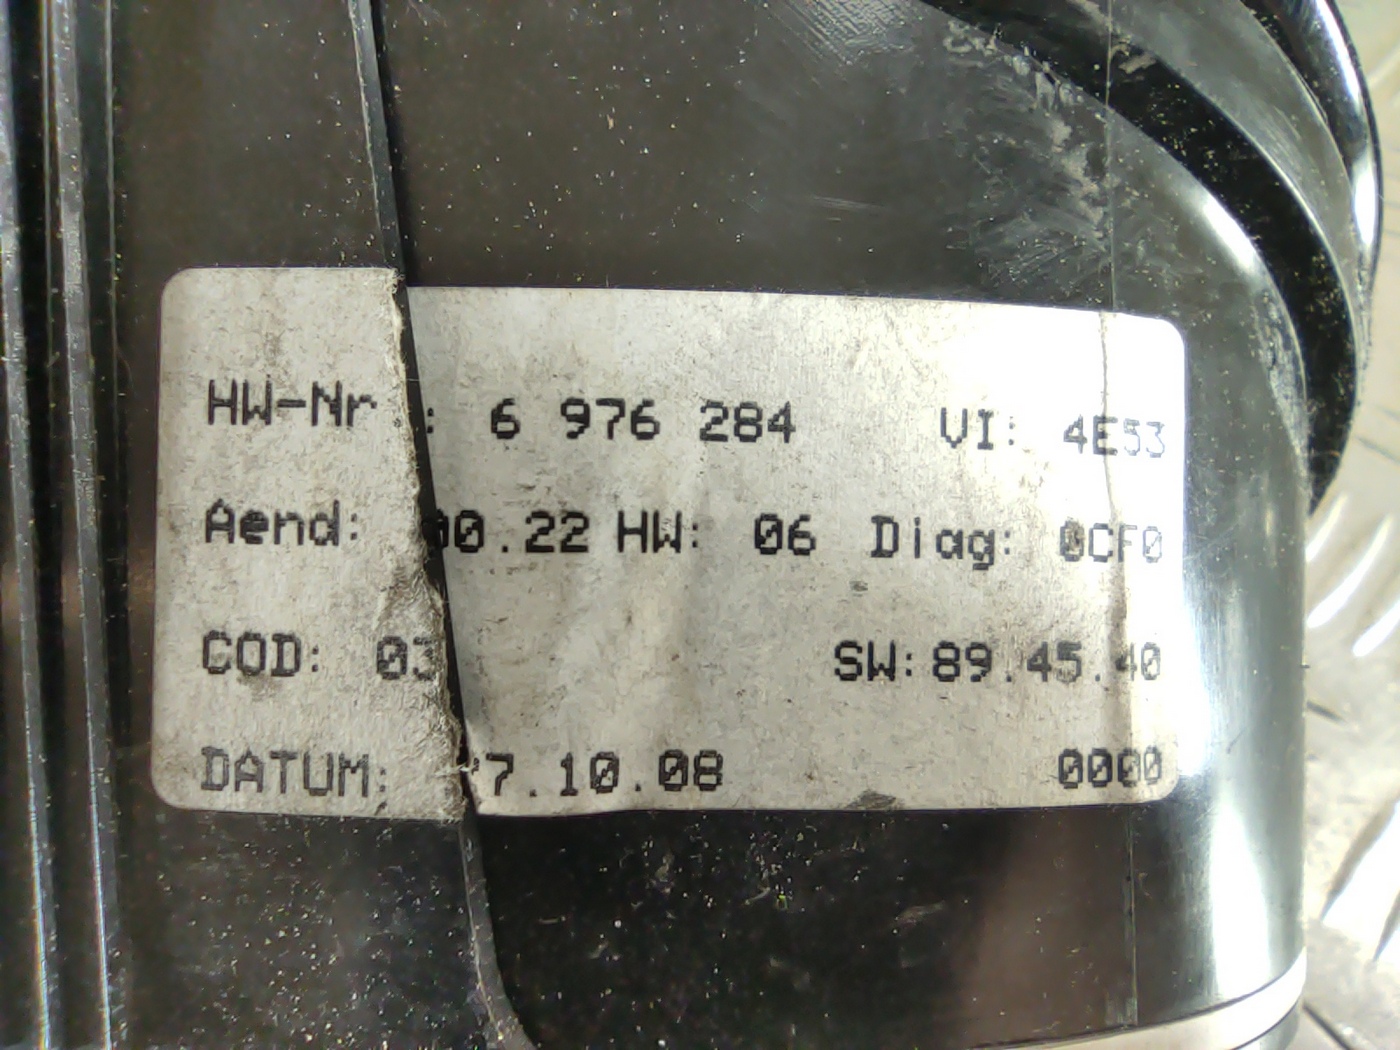 HW-Nr : 6 976 284 VI: 4E53
Aend: 00.22 HW: 06 Diag: 0CF0
COD: 03 SW: 89.45.40
DATUM: 7.10.08 0000